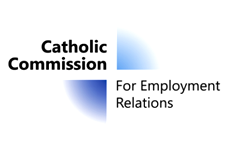 Catholic
Commission
For Employment
Relations